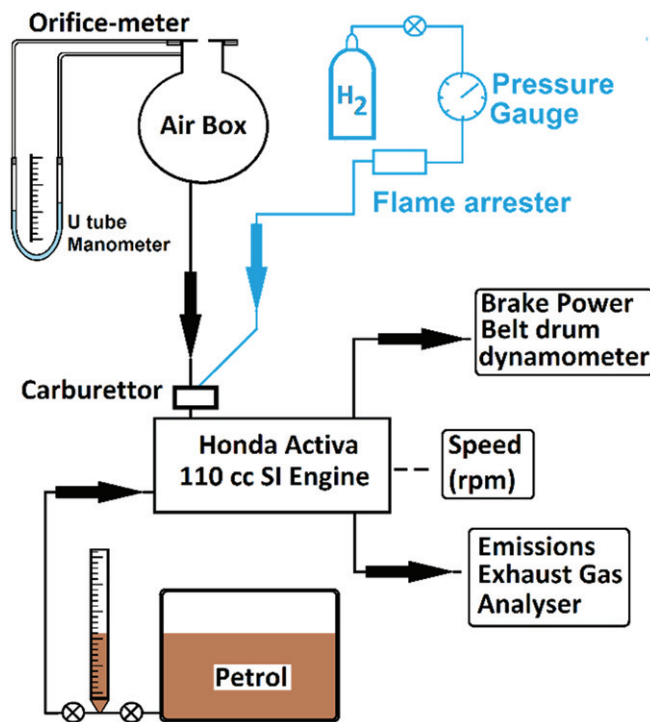 Orifice-meter
Air Box
U tube
Manometer
H2
Pressure
Gauge
Flame arrester
Carburettor
Honda Activa
110 cc SI Engine
Brake Power
Belt drum
dynamometer
Speed
(rpm)
Emissions
Exhaust Gas
Analyser
Petrol